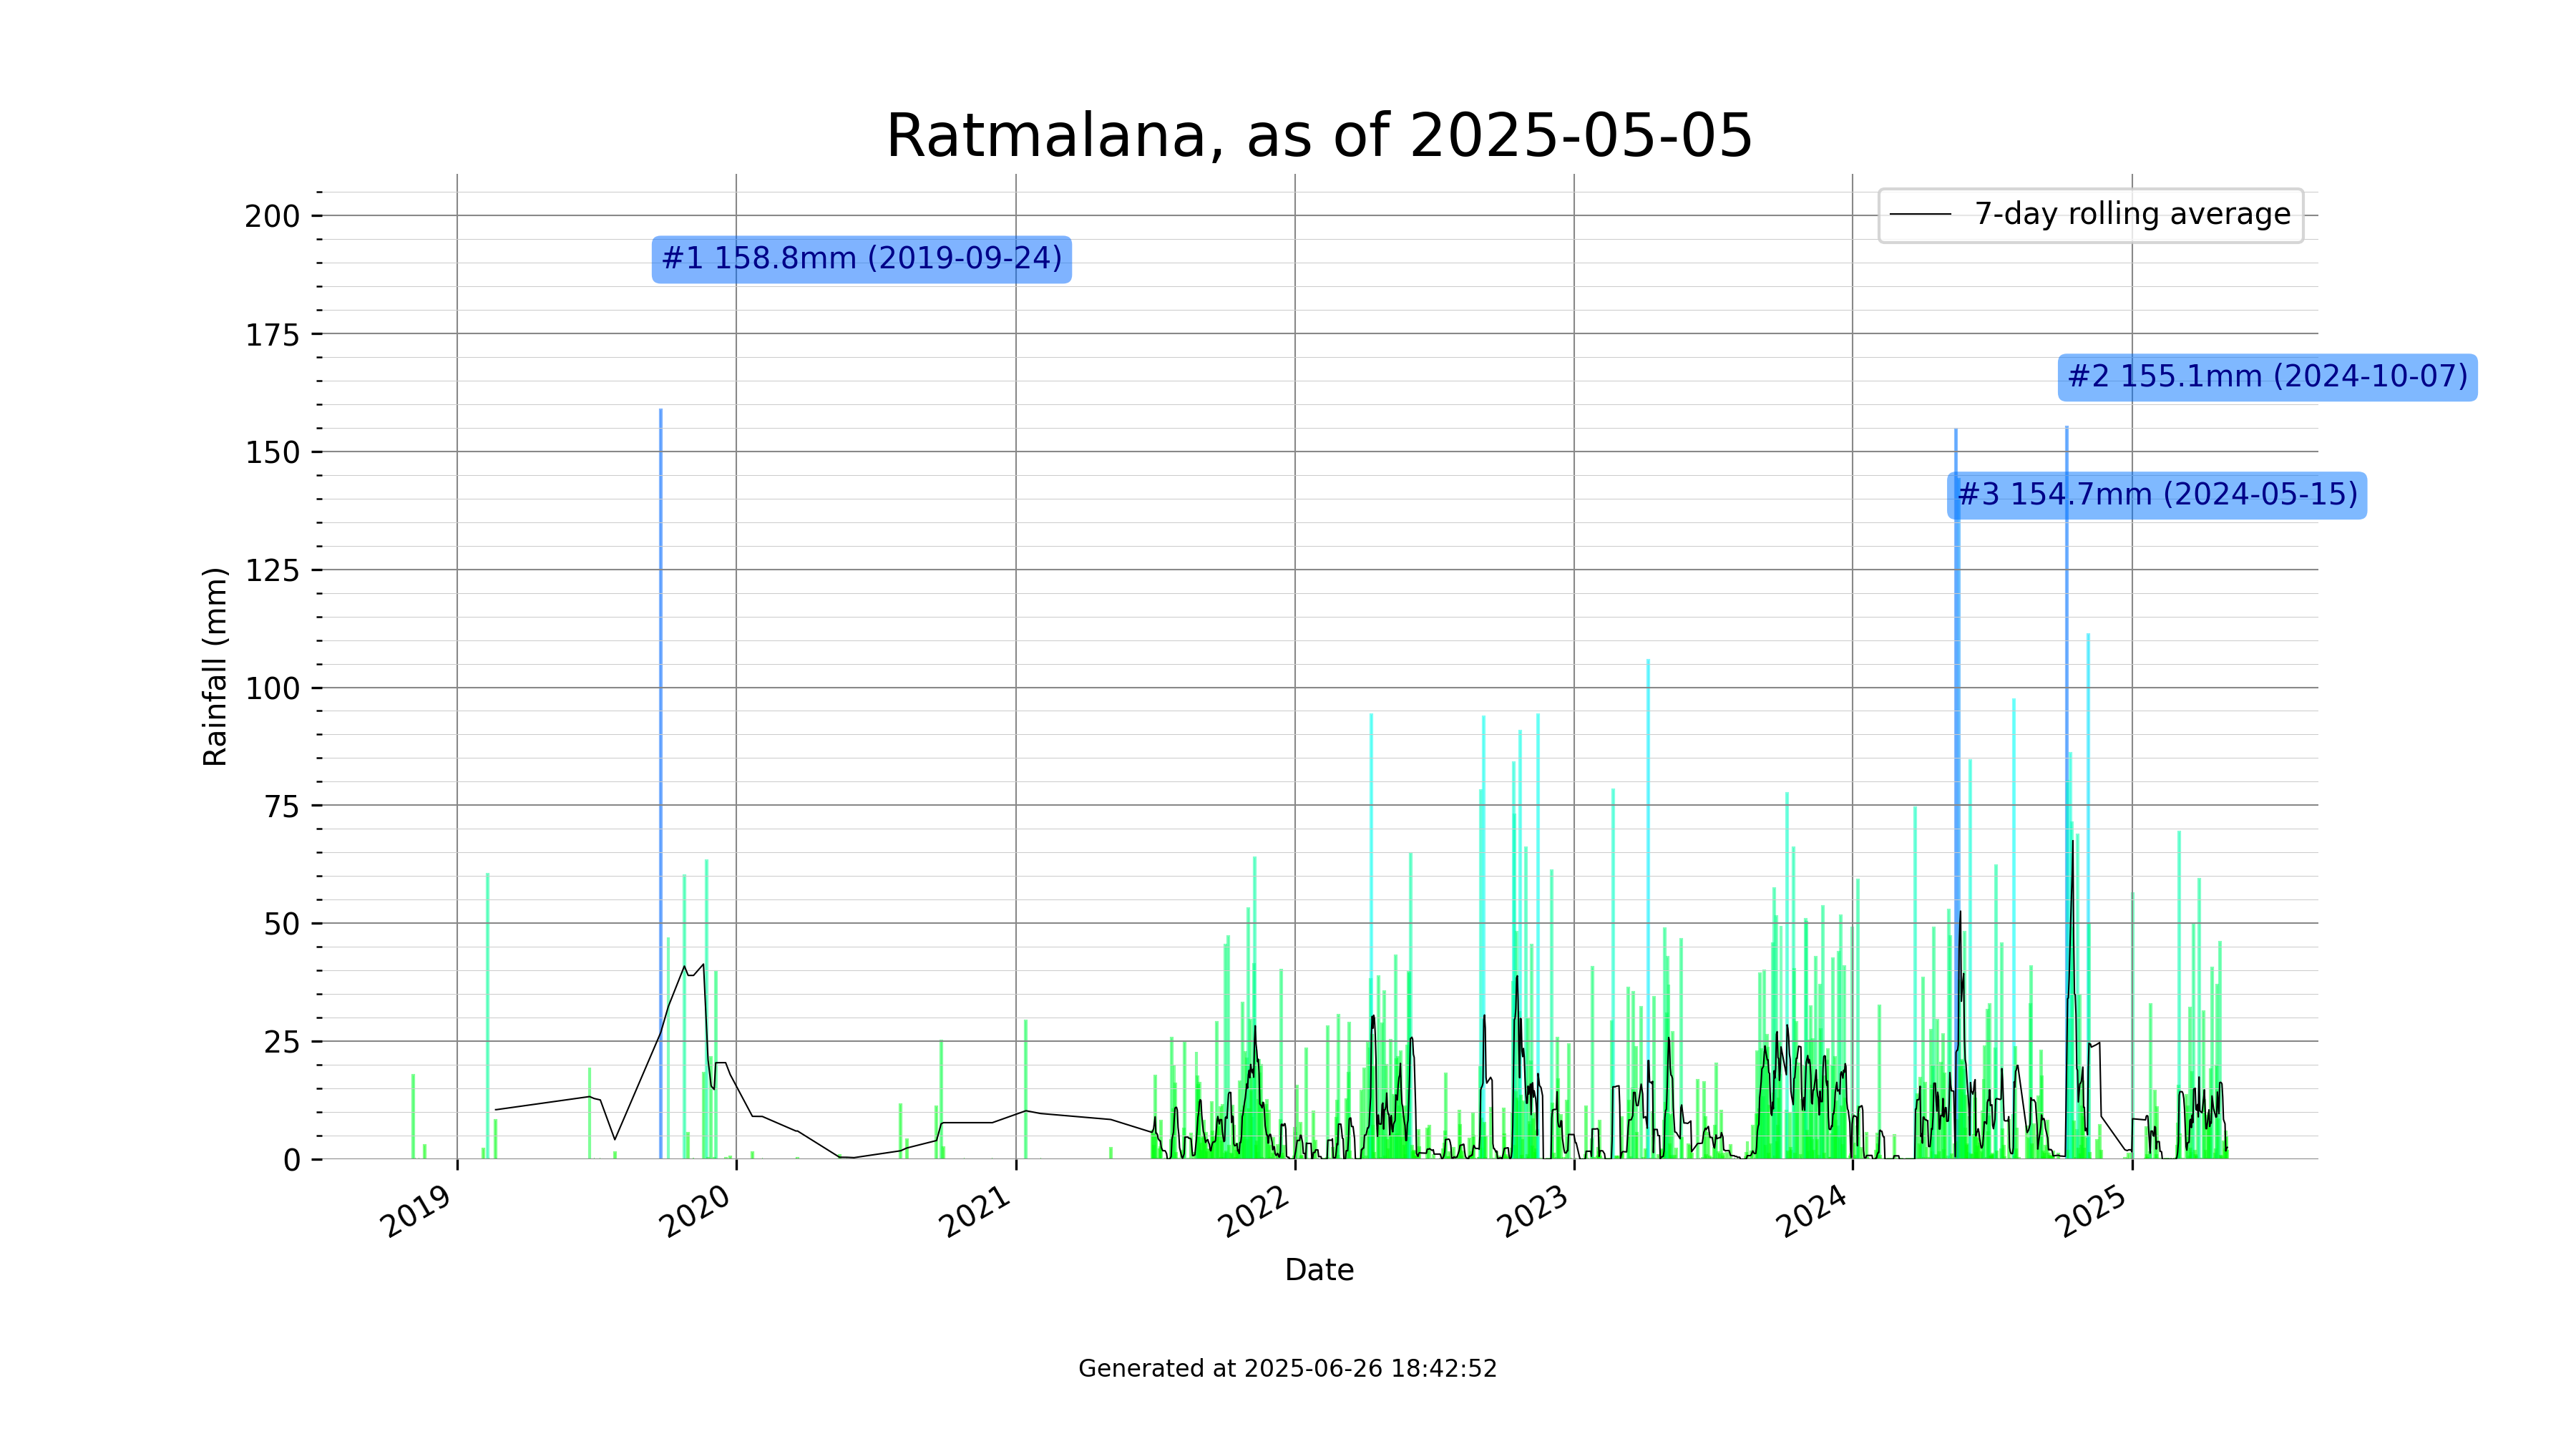 Ratmalana, as of 2025-05-05
7-day rolling average
#1 158.8mm (2019-09-24)
#2 155.1mm (2024-10-07)
#3 154.7mm (2024-05-15)
Rainfall (mm)
200
175
150
125
100
75
50
25
0
2019
2020
2021
2022
2023
2024
2025
Date
Generated at 2025-06-26 18:42:52